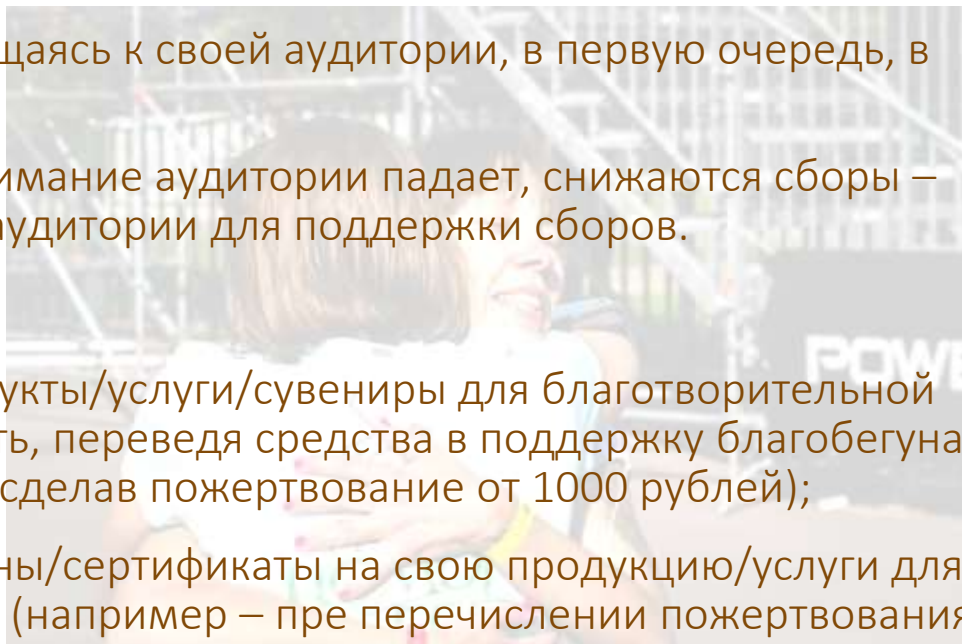 щаясь к своей аудитории, в первую очередь, в
имание аудитории падает, снижаются сборы –
аудитории для поддержки сборов.
POWE
укты/услуги/сувениры для благотворительной
ть, переведя средства в поддержку благобегуна
сделав пожертвование от 1000 рублей);
ны/сертификаты на свою продукцию/услуги для
(например – пре перечислении пожертвования